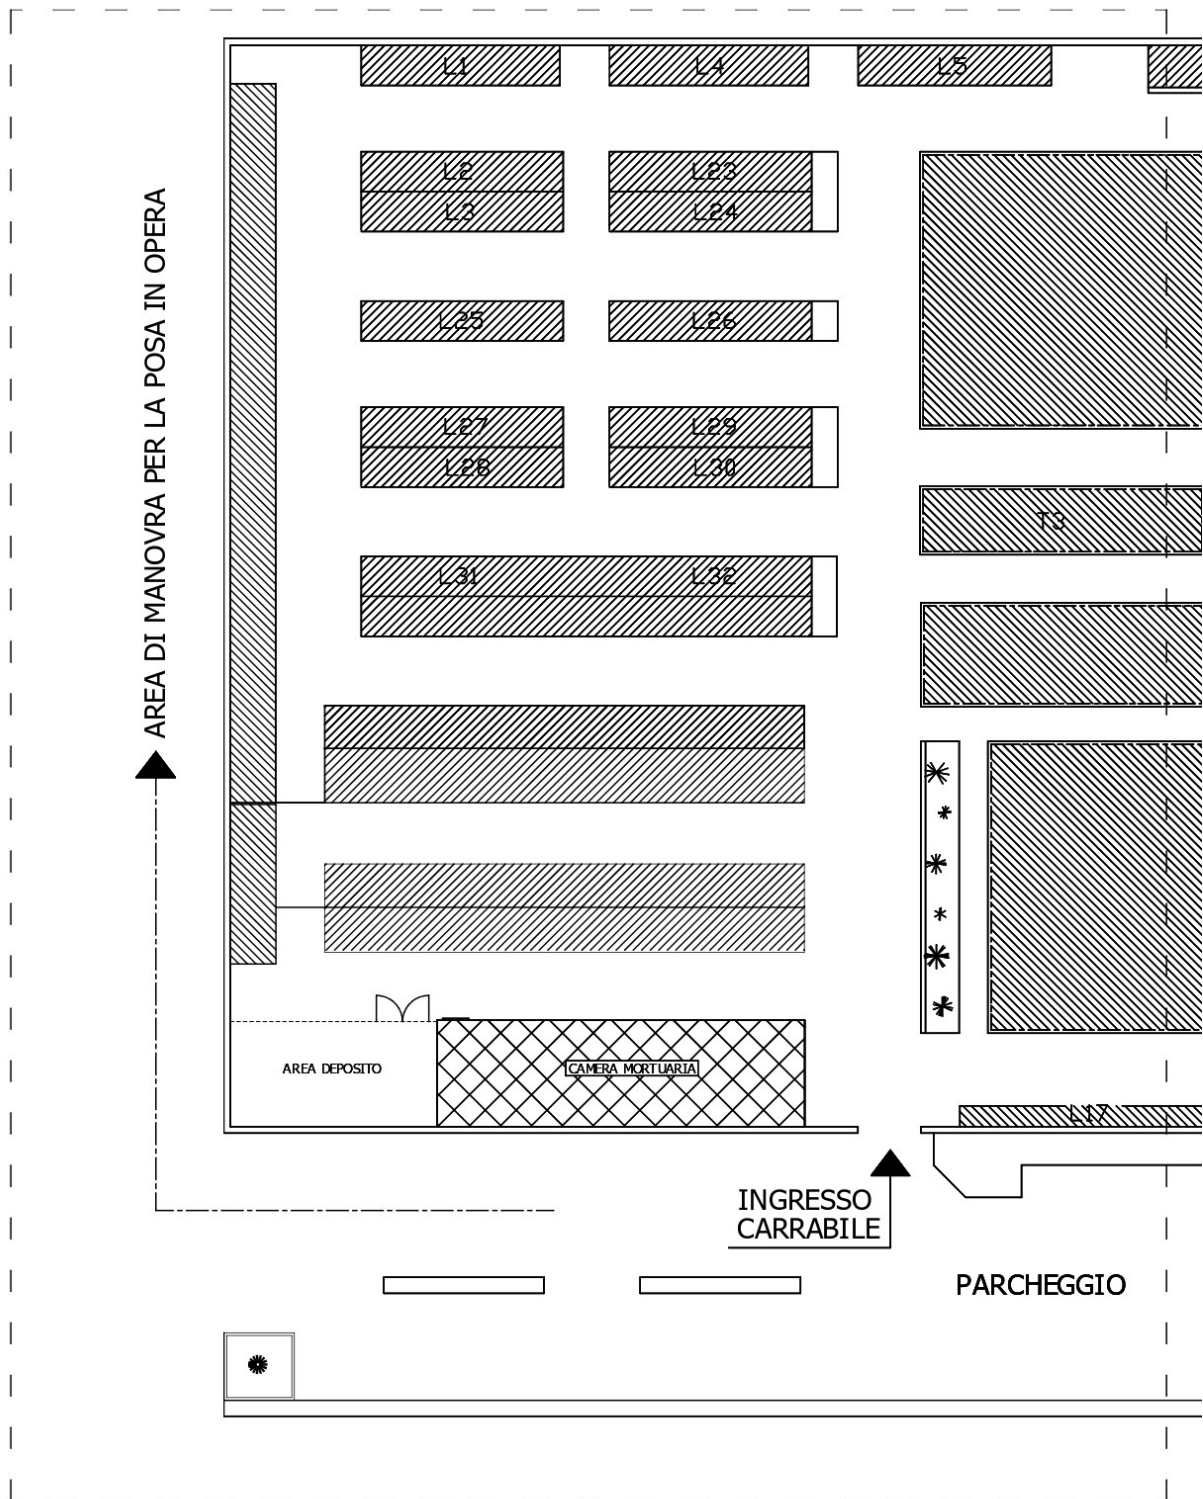 L1
L4
L5
L2
L23
L3
L24
L25
L26
L27
L29
L28
L30
T3
L31
L32
AREA DI MANOVRA PER LA POSA IN OPERA
AREA DEPOSITO
CAMERA MORTUARIA
L17
INGRESSO
CARRABILE
PARCHEGGIO